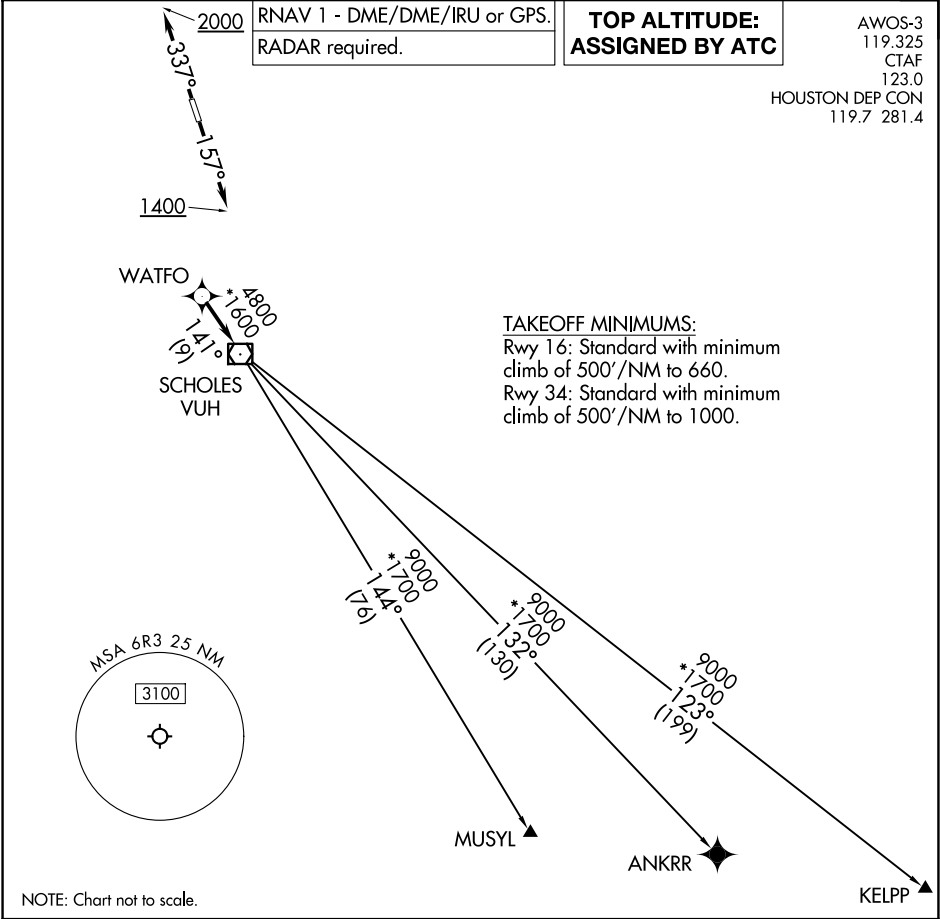 2000
RNAV 1 - DME/DME/IRU or GPS.
RADAR required.
TOP ALTITUDE:
ASSIGNED BY ATC
AWOS-3
119.325
CTAF
123.0
HOUSTON DEP CON
119.7 281.4
337°
157°
1400
WATFO
4800
*1600
141°
(9)
SCHOLES
VUH
TAKEOFF MINIMUMS:
Rwy 16: Standard with minimum
climb of 500'/NM to 660.
Rwy 34: Standard with minimum
climb of 500'/NM to 1000.
9000
*1700
144°
(76)
9000
*1700
132°
(130)
9000
*1700
123°
(199)
MSA 6R3 25 NM
3100
MUSYL
ANKRR
KELPP
NOTE: Chart not to scale.